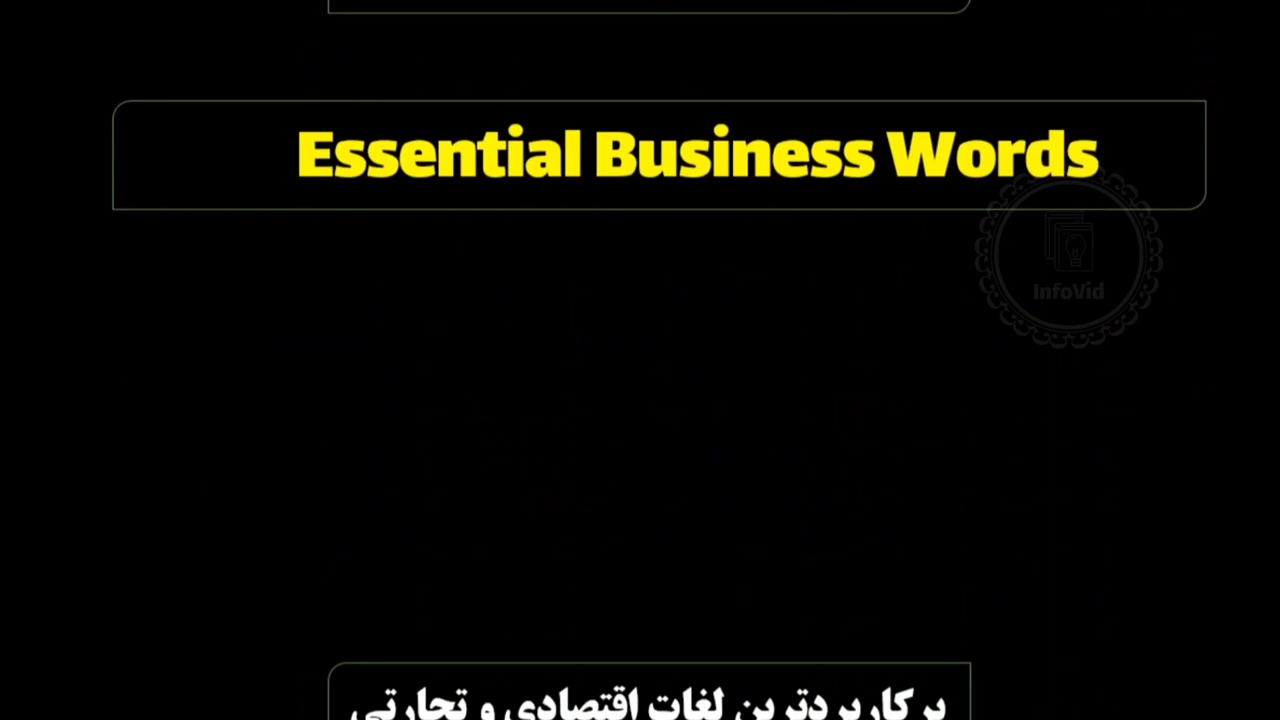 Essential Business Words
InfoVid
پرکاربردترین لغات اقتصادی و تجارتی